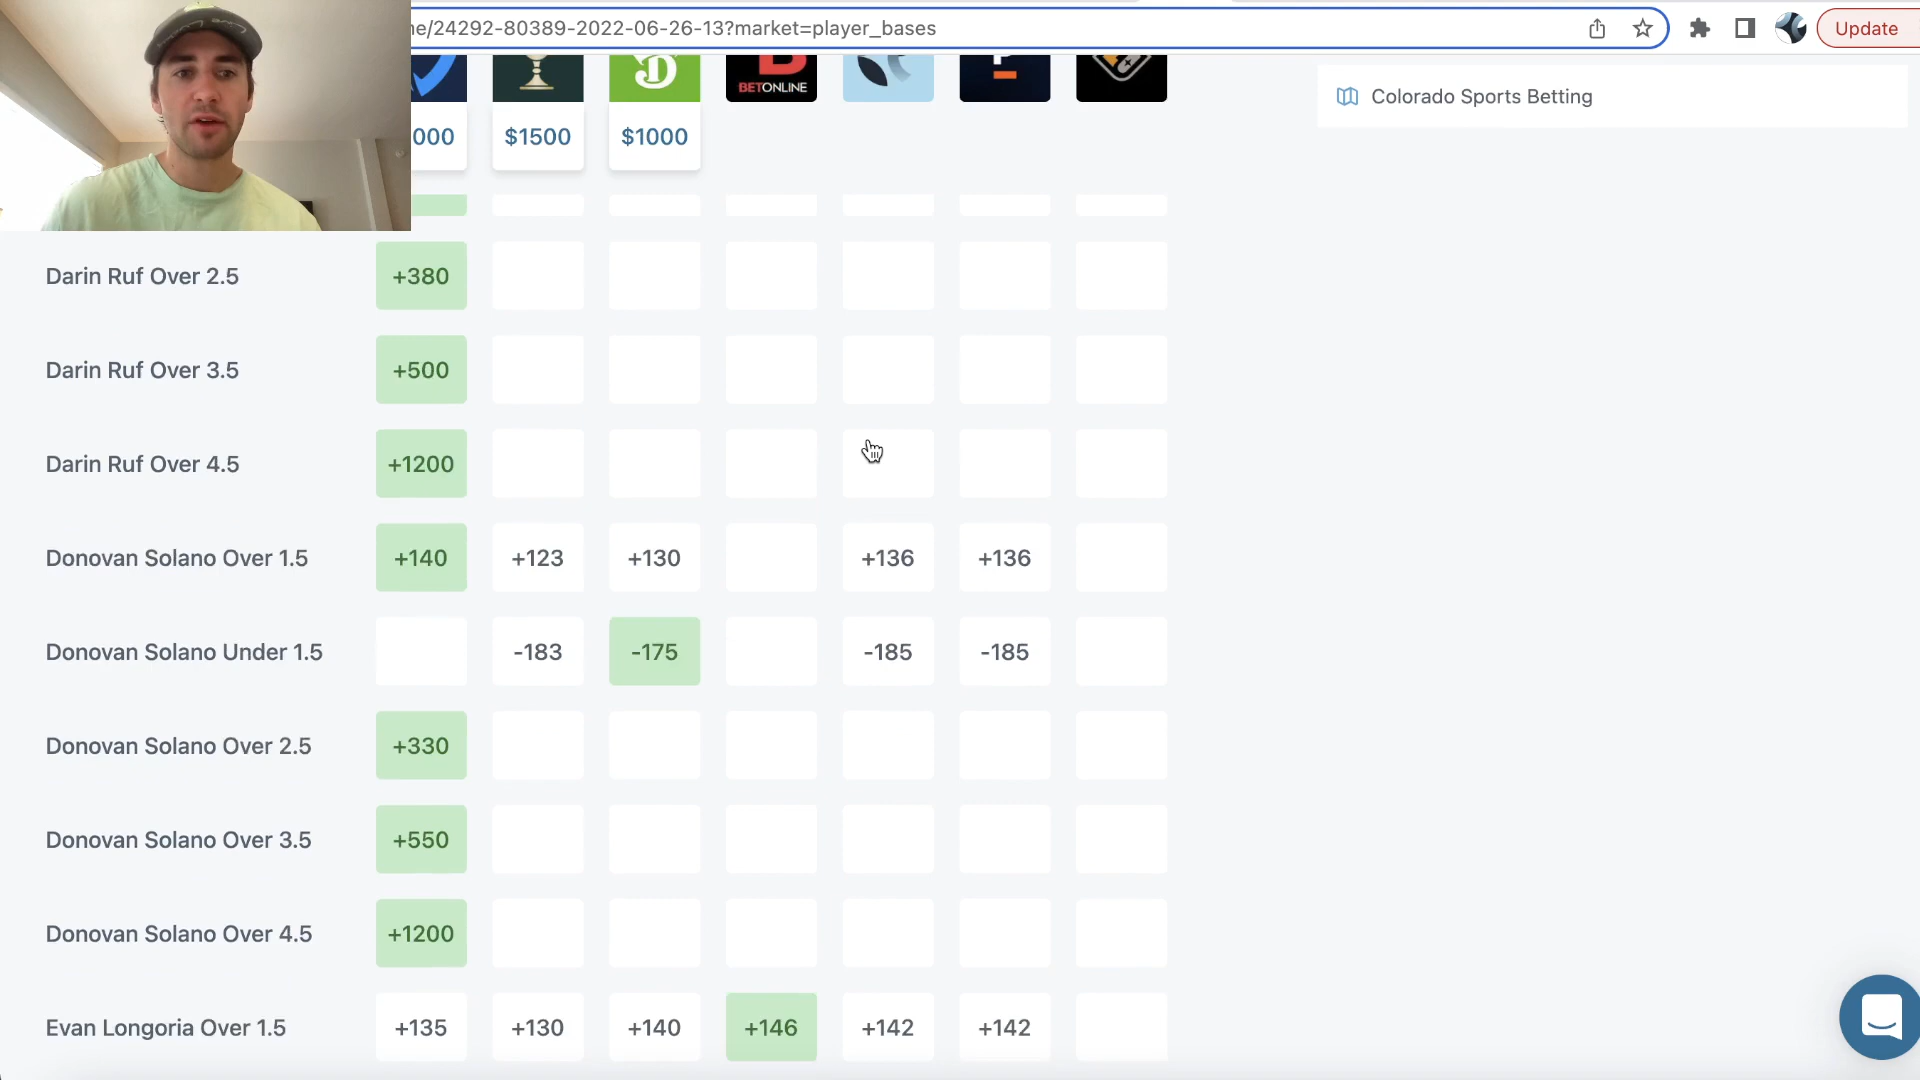 ne/24292-80389-2022-06-26-13?market=player_bases
Update
BETONLINE
Colorado Sports Betting
000 $1500 $1000
Darin Ruf Over 2.5 +380
Darin Ruf Over 3.5 +500
Darin Ruf Over 4.5 +1200
Donovan Solano Over 1.5 +140 +123 +130 +136 +136
Donovan Solano Under 1.5 -183 -175 -185 -185
Donovan Solano Over 2.5 +330
Donovan Solano Over 3.5 +550
Donovan Solano Over 4.5 +1200
Evan Longoria Over 1.5 +135 +130 +140 +146 +142 +142